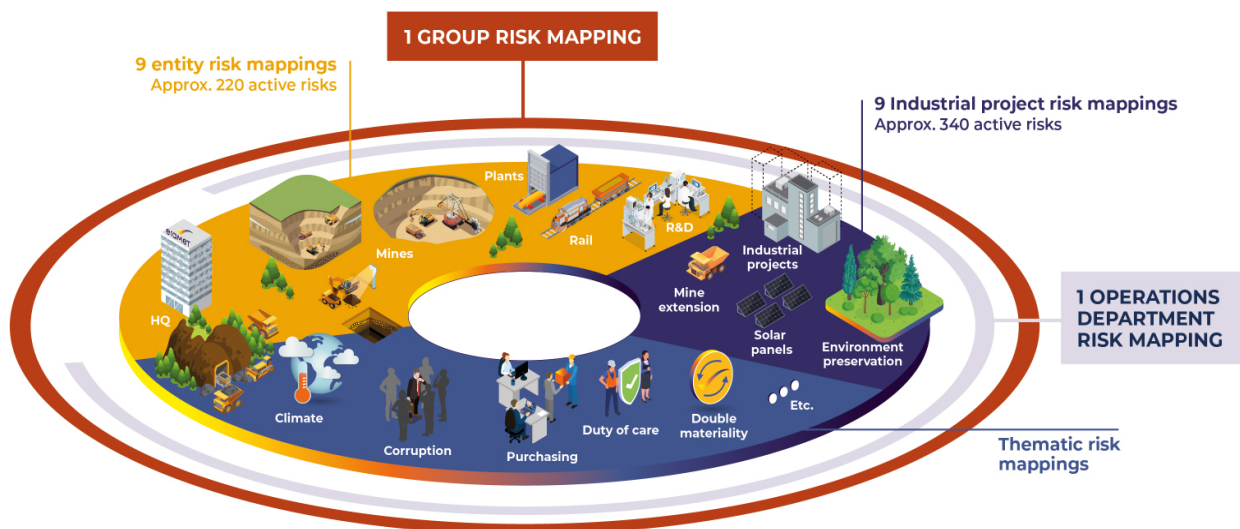 1 GROUP RISK MAPPING
9 entity risk mappings
Approx. 220 active risks
9 Industrial project risk mappings
Approx. 340 active risks
Plants
Rail
R&D
Mines
Industrial
projects
eramet
HQ
Mine
extension
Solar
panels
Environment
preservation
1 OPERATIONS
DEPARTMENT
RISK MAPPING
Climate
Corruption
Purchasing
Duty of care
Double
materiality
Etc.
Thematic risk
mappings